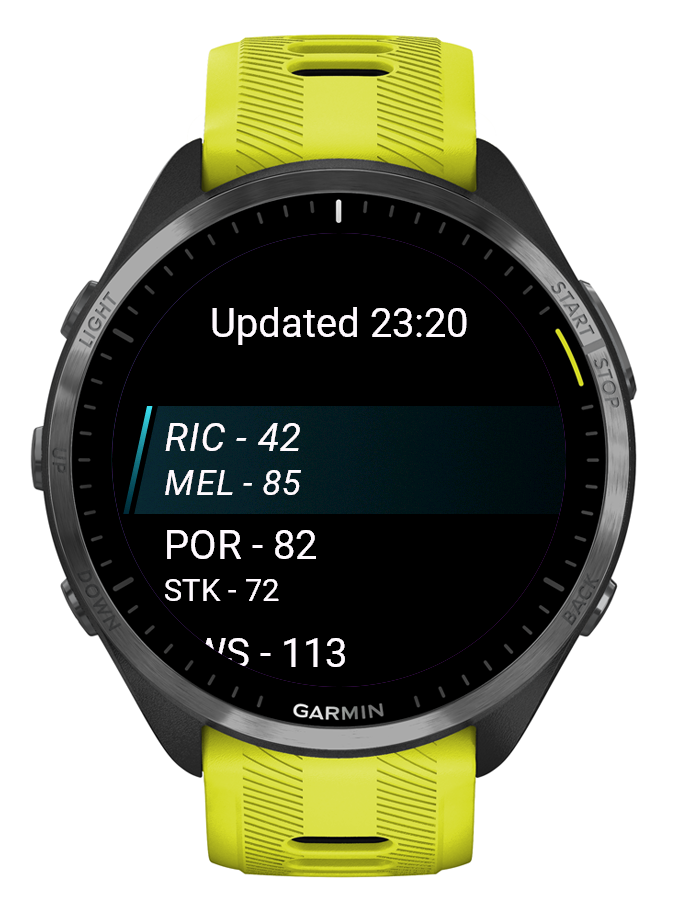 Updated 23:20
START
STOP
LIGHT
RIC - 42
MEL - 85
UP
POR - 82
STK - 72
DOWN
BACK
- 113
GARMIN